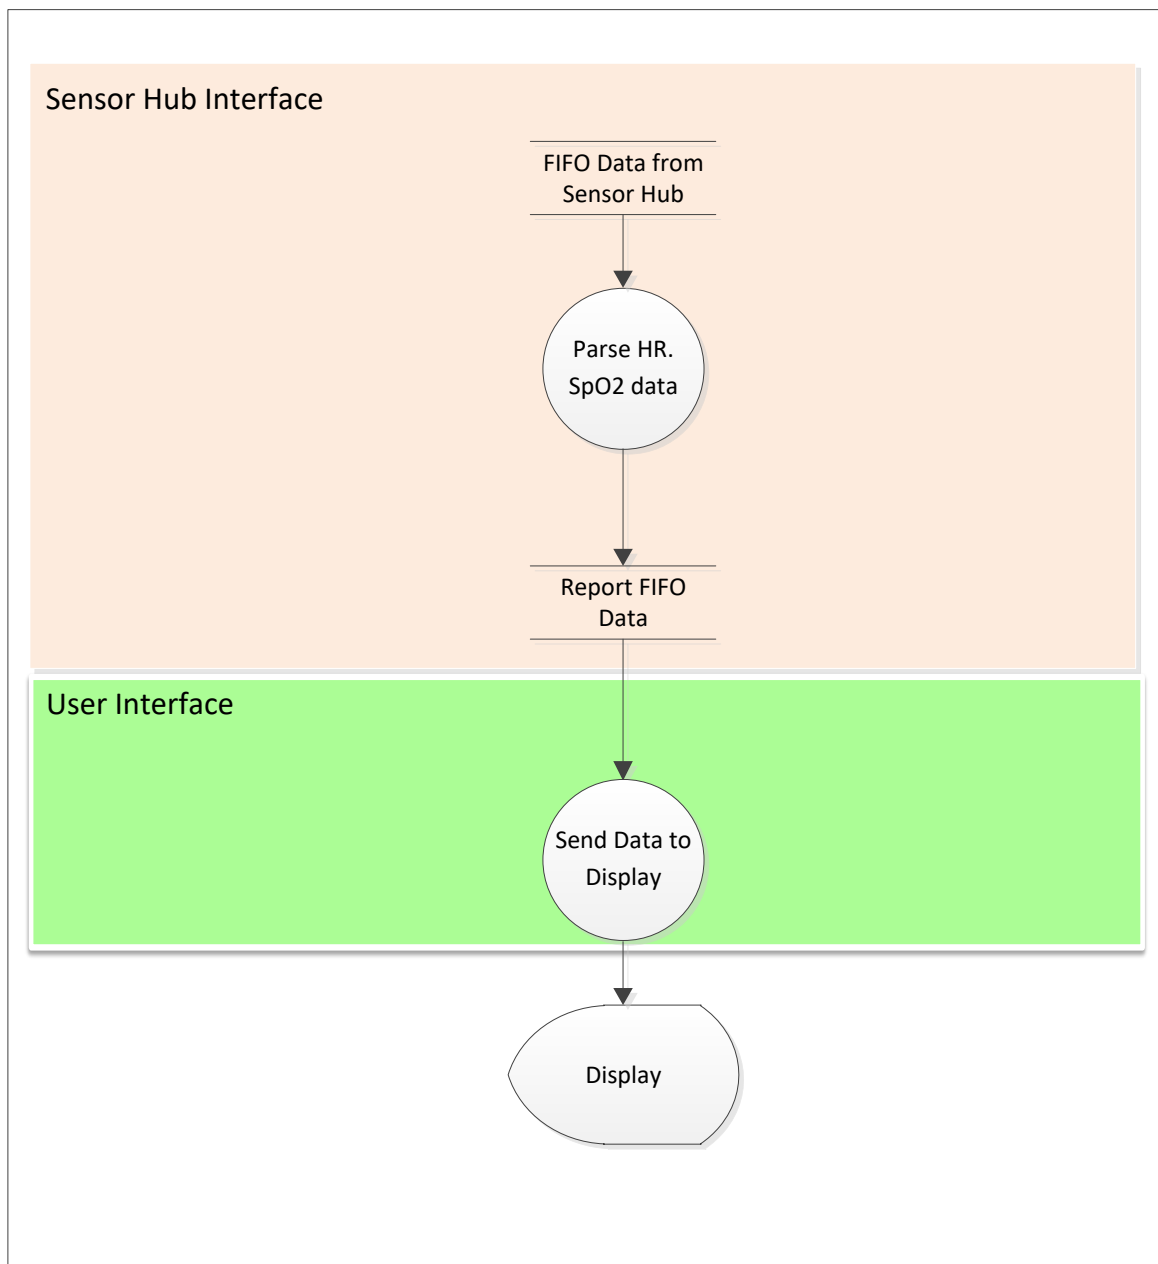 Sensor Hub Interface
FIFO Data from
Sensor Hub
Parse HR.
SpO2 data
Report FIFO
Data
User Interface
Send Data to
Display
Display